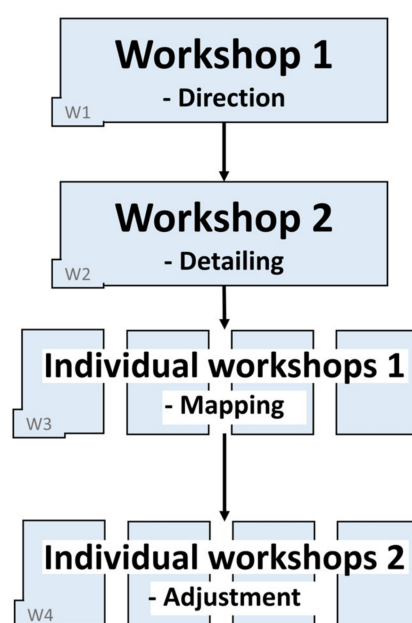 Workshop 1
- Direction
W1
Workshop 2
- Detailing
W2
Individual workshops 1
- Mapping
W3
Individual workshops 2
- Adjustment
W4